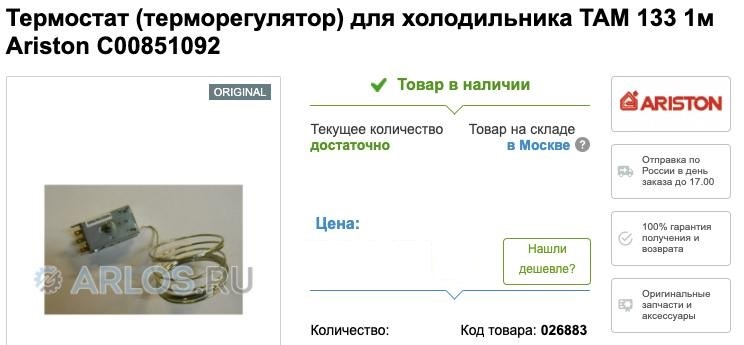 Термостат (терморегулятор) для холодильника ТАМ 133 1м
Ariston C00851092
ORIGINAL
ARLOS.RU
Товар в наличии
Текущее количество
достаточно
Товар на складе
в Москве ?
Цена:
Нашли
дешевле?
Количество:
Код товара: 026883
ARISTON
Отправка по
России в день
заказа до 17.00
100% гарантия
получения и
возврата
Оригинальные
запчасти и
аксессуары